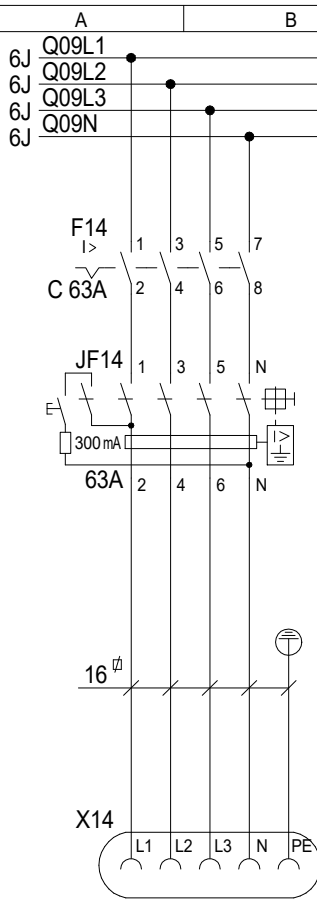 A B
6J Q09L1
6J Q09L2
6J Q09L3
6J Q09N
F14
I> 1 3 5 7
C 63A 2 4 6 8
JF14 1 3 5 N
300 mA I>
63A 2 4 6 N
16
X14
L1 L2 L3 N PE